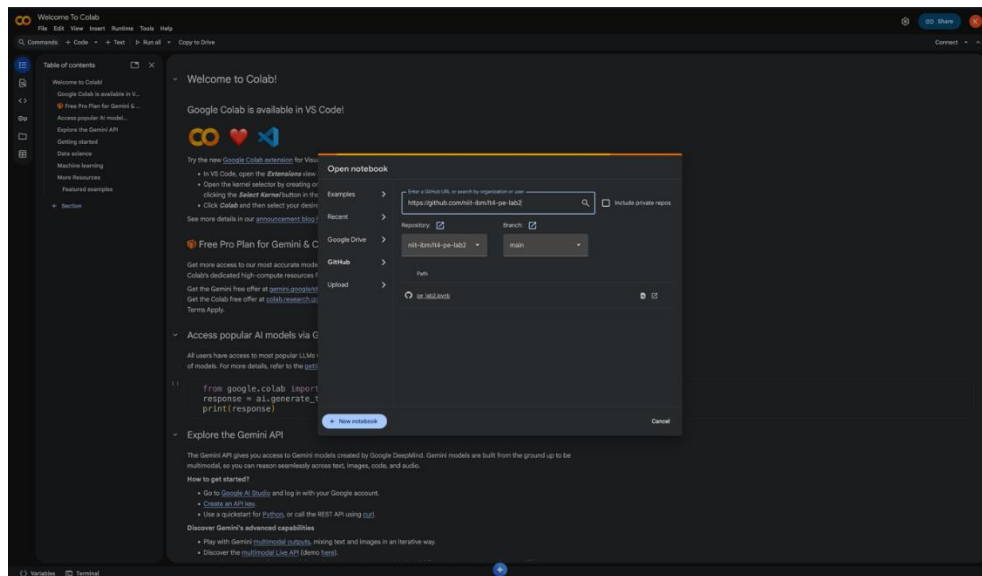 Welcome To Colab
File Edit View Insert Runtime Tools Help
Share
Commands + Code + Text Run all Copy to Drive
Connect
Table of contents
Welcome to Colab!
Google Colab is available in V...
Free Pro Plan for Gemini & ...
Access popular AI model...
Explore the Gemini API
Getting started
Data science
Machine learning
More Resources
Featured examples
+ Section
Welcome to Colab!
Google Colab is available in VS Code!
Try the new Google Colab extension for Visu
In VS Code, open the Extensions view
Open the kernel selector by creating or
clicking the Select Kernel button in the
Click Colab and then select your desire
See more details in our announcement blog
Free Pro Plan for Gemini & C
Get more access to our most accurate mode
Colab's dedicated high-compute resources f
Get the Gemini free offer at gemini.google/st
Get the Colab free offer at colab.research.go
Terms Apply.
Access popular AI models via G
All users have access to most popular LLMs
of models. For more details, refer to the gett
from google.colab import
response = ai.generate_t
print(response)
Explore the Gemini API
The Gemini API gives you access to Gemini models created by Google DeepMind. Gemini models are built from the ground up to be
multimodal, so you can reason seamlessly across text, images, code, and audio.
How to get started?
Go to Google AI Studio and log in with your Google account.
Create an API key.
Use a quickstart for Python, or call the REST API using curl.
Discover Gemini's advanced capabilities
Play with Gemini multimodal outputs, mixing text and images in an iterative way.
Discover the multimodal Live API (demo here).
Open notebook
Examples
Recent
Google Drive
GitHub
Upload
Enter a GitHub URL or search by organization or user
https://github.com/niit-ibm/l14-pe-lab2
Include private repos
Repository: Branch:
niit-ibm/l14-pe-lab2 main
Path
pe_lab2.ipynb
+ New notebook
Cancel
Variables Terminal